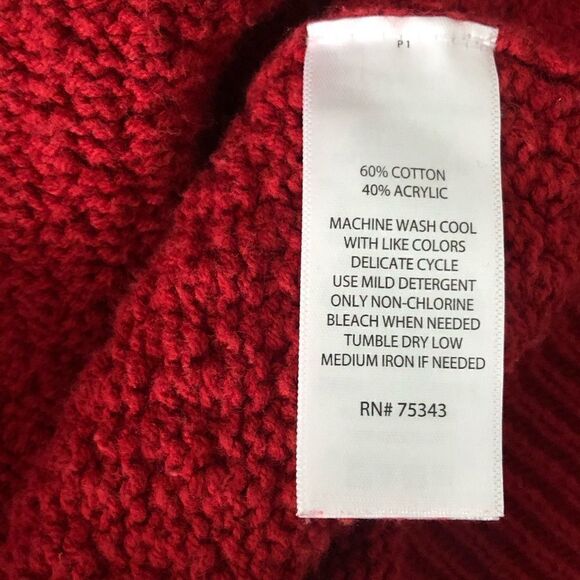 P1
60% COTTON
40% ACRYLIC
MACHINE WASH COOL
WITH LIKE COLORS
DELICATE CYCLE
USE MILD DETERGENT
ONLY NON-CHLORINE
BLEACH WHEN NEEDED
TUMBLE DRY LOW
MEDIUM IRON IF NEEDED
RN# 75343